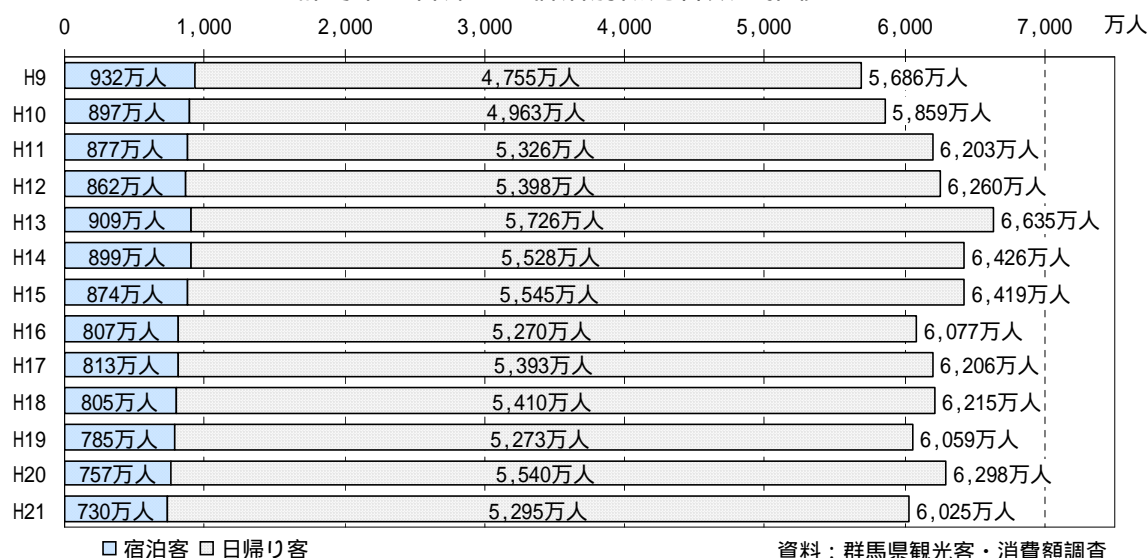 0 1,000 2,000 3,000 4,000 5,000 6,000 7,000 万人
H9 932万人 4,755万人 5,686万人
H10 897万人 4,963万人 5,859万人
H11 877万人 5,326万人 6,203万人
H12 862万人 5,398万人 6,260万人
H13 909万人 5,726万人 6,635万人
H14 899万人 5,528万人 6,426万人
H15 874万人 5,545万人 6,419万人
H16 807万人 5,270万人 6,077万人
H17 813万人 5,393万人 6,206万人
H18 805万人 5,410万人 6,215万人
H19 785万人 5,273万人 6,059万人
H20 757万人 5,540万人 6,298万人
H21 730万人 5,295万人 6,025万人
宿泊客 日帰り客 資料：群馬県観光客・消費額調査